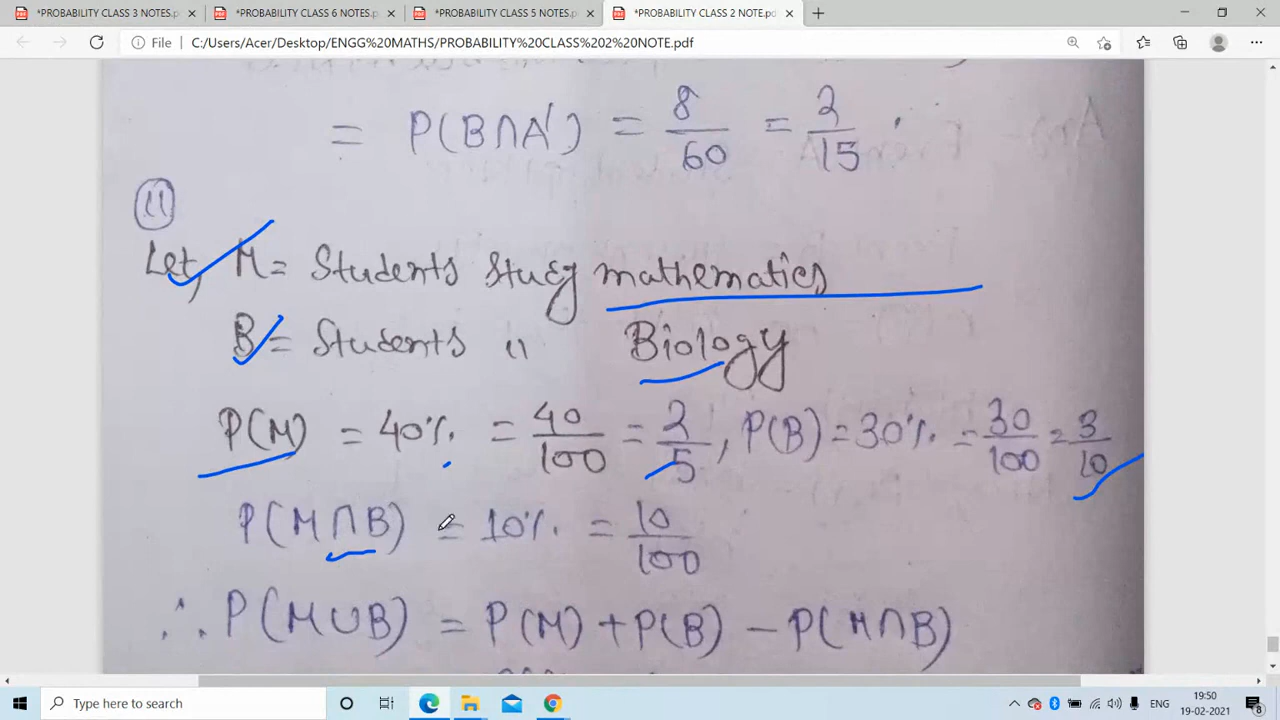 *PROBABILITY CLASS 3 NOTES.p
*PROBABILITY CLASS 6 NOTES.p
*PROBABILITY CLASS 5 NOTES.p
*PROBABILITY CLASS 2 NOTE.pd
File C:/Users/Acer/Desktop/ENGG%20MATHS/PROBABILITY%20CLASS%202%20NOTE.pdf
= P(B∩A') = 8/60 = 2/15 .
(11)
Let, M = Students study mathematics
B = Students 11 Biology
P(M) = 40% = 40/100 = 2/5, P(B) = 30% = 30/100 = 3/10
P(M∩B) = 10% = 10/100
∴ P(M∪B) = P(M) + P(B) - P(M∩B)
Type here to search
ENG
19:50
19-02-2021
8